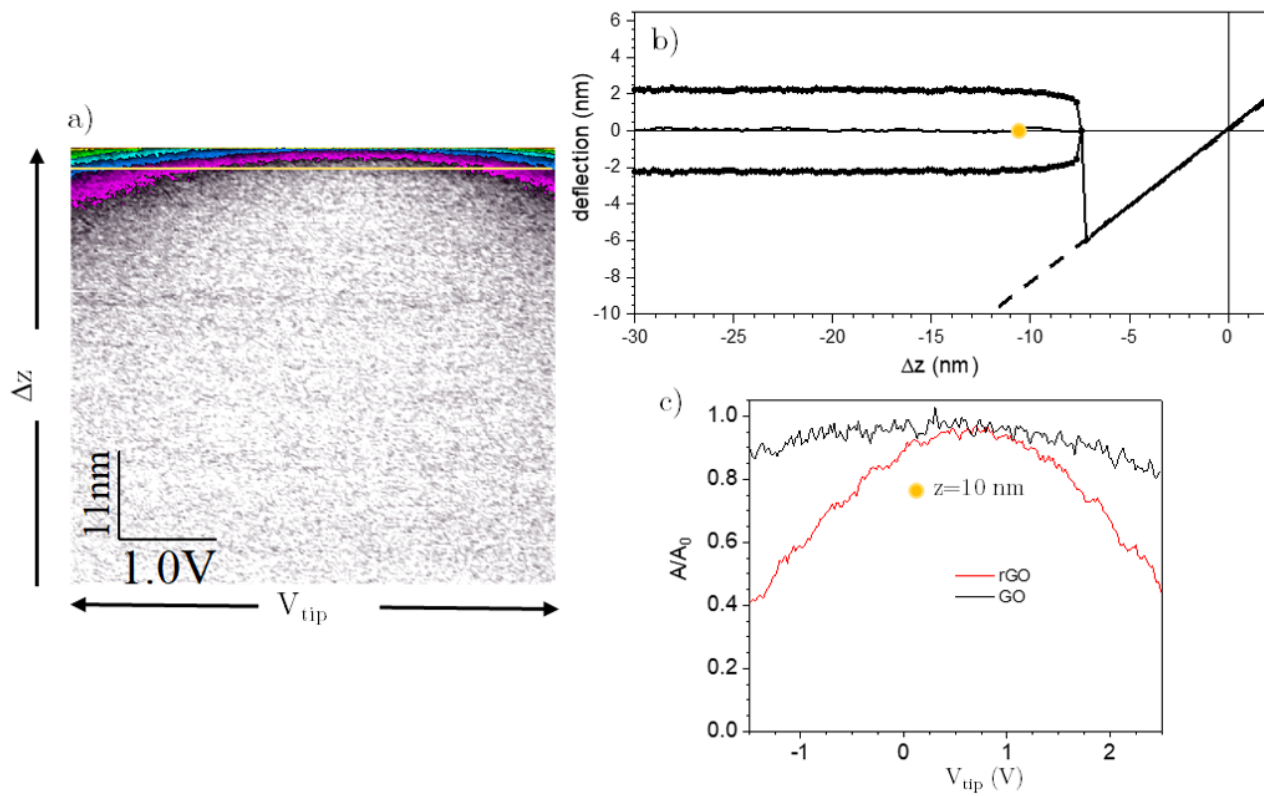 a)
Δz
11nm
1.0V
V_tip
b)
deflection (nm)
6
4
2
0
-2
-4
-6
-8
-10
-30 -25 -20 -15 -10 -5 0
Δz (nm)
c)
A/A₀
1.0
0.8
0.6
0.4
0.2
0.0
z=10 nm
rGO
GO
-1 0 1 2
V_tip (V)